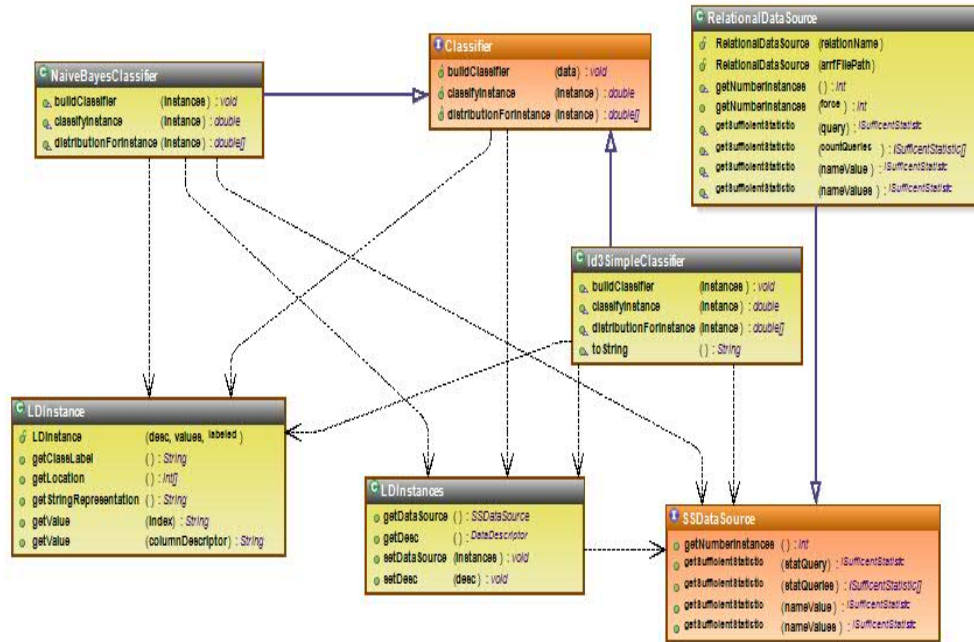 C NaiveBayesClassifier
buildClassifier (instances) : void
classifyInstance (instance) : double
distributionForInstance (instance) : double[]
I Classifier
buildClassifier (data) : void
classifyInstance (instance) : double
distributionForInstance (instance) : double[]
C RelationalDataSource
RelationalDataSource (relationName)
RelationalDataSource (arrfFilePath)
getNumberInstances ( ) : int
getNumberInstances (force) : int
getSufficientStatistic (query) : ISufficentStatistic
getSufficientStatistic (countQueries ) : ISufficentStatistic[]
getSufficientStatistic (nameValue) : ISufficentStatistic
getSufficientStatistic (nameValues ) : ISufficentStatistic
C Id3SimpleClassifier
buildClassifier (instances) : void
classifyInstance (instance) : double
distributionForInstance (instance) : double[]
toString ( ) : String
C LDInstance
LDInstance (desc, values, labeled )
getClassLabel ( ) : String
getLocation ( ) : int[]
getStringRepresentation ( ) : String
getValue (index) : String
getValue (columnDescriptor) : String
C LDInstances
getDataSource ( ) : SSDataSource
getDesc ( ) : DataDescriptor
setDataSource (instances) : void
setDesc (desc) : void
I SSDataSource
getNumberInstances ( ) : int
getSufficientStatistic (statQuery) : ISufficentStatistic
getSufficientStatistic (statQueries) : ISufficentStatistic[]
getSufficientStatistic (nameValue) : ISufficentStatistic
getSufficientStatistic (nameValues) : ISufficentStatistic